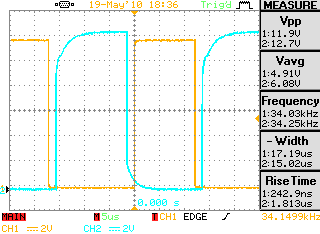 19-May'10 18:36 Trig'd MEASURE
Vpp
1:11.9V
2:12.7V
Vavg
1:4.91V
2:6.08V
Frequency
1:34.03kHz
2:34.25kHz
- Width
1:17.19us
2:15.02us
RiseTime
1:242.9ns
2:1.813us
0.000 s
MAIN M 5us T CH1 EDGE 34.1499kHz
CH1 2V CH2 2V